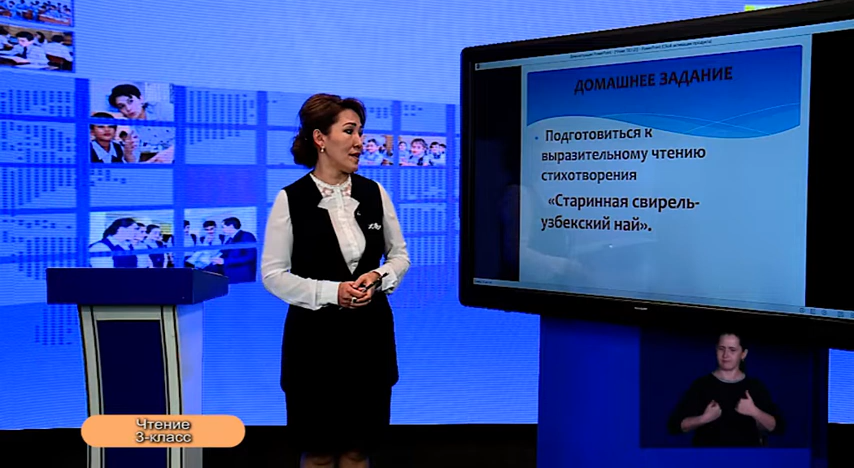 ДОМАШНЕЕ ЗАДАНИЕ
Подготовиться к
выразительному чтению
стихотворения
«Старинная свирель-
узбекский най».
Чтение
3-класс